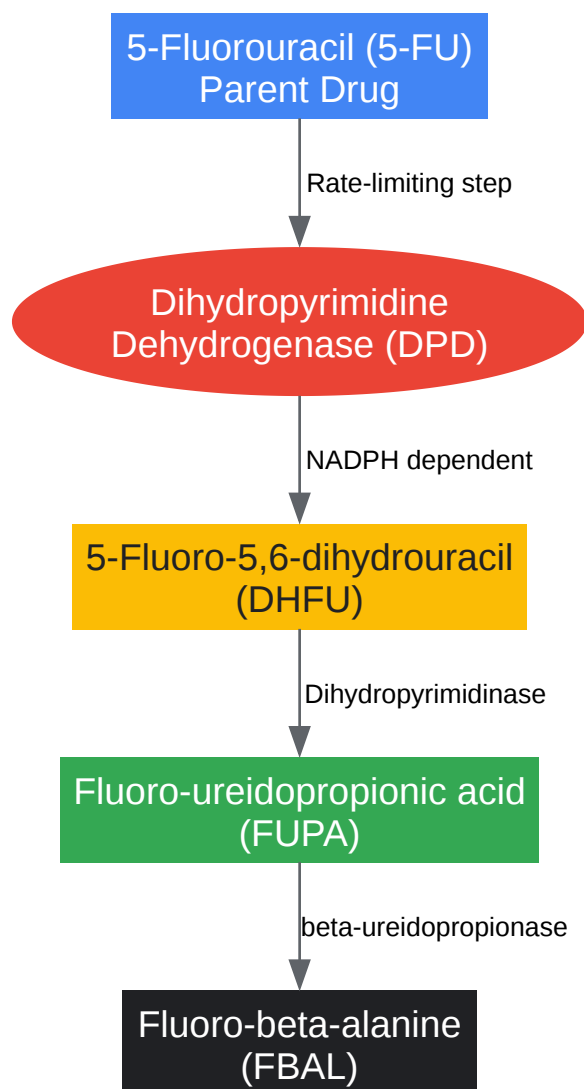 5-Fluorouracil (5-FU)
Parent Drug
Rate-limiting step
Dihydropyrimidine
Dehydrogenase (DPD)
NADPH dependent
5-Fluoro-5,6-dihydrouracil
(DHFU)
Dihydropyrimidinase
Fluoro-ureidopropionic acid
(FUPA)
beta-ureidopropionase
Fluoro-beta-alanine
(FBAL)